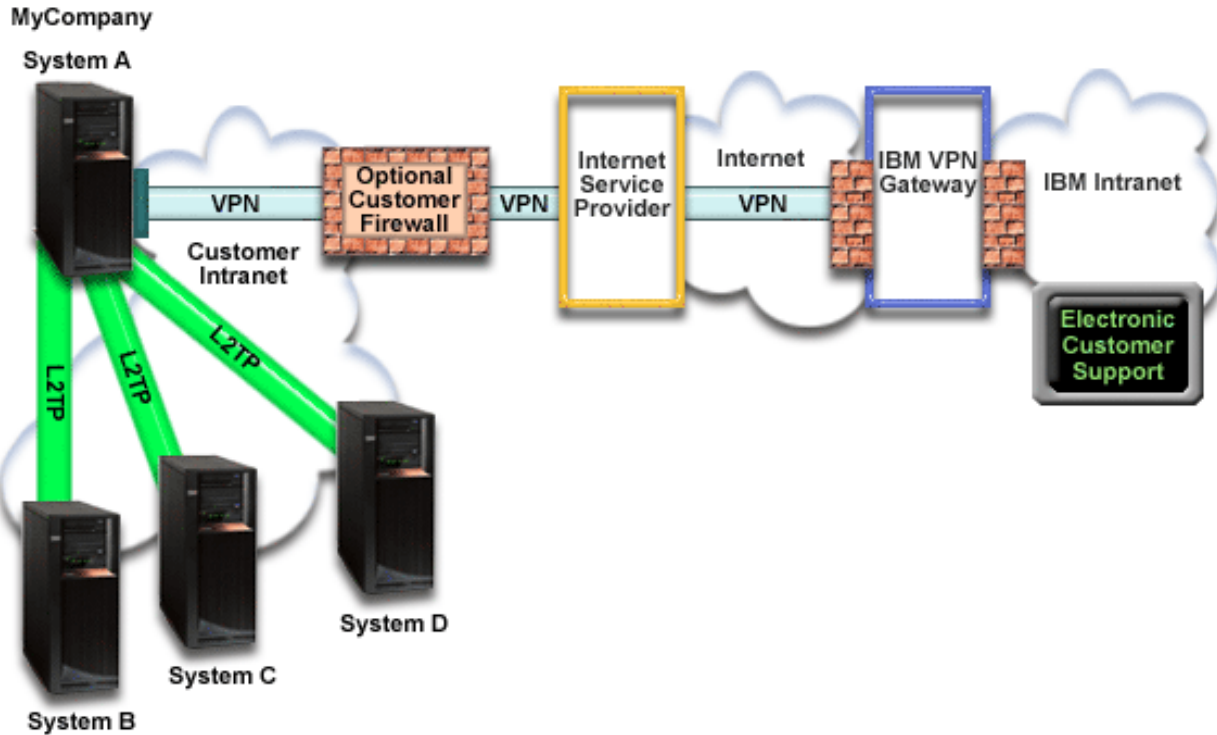 MyCompany
System A
VPN
Customer
Intranet
Optional
Customer
Firewall
VPN
Internet
Service
Provider
Internet
VPN
IBM VPN
Gateway
IBM Intranet
Electronic
Customer
Support
L2TP
L2TP
L2TP
System D
System C
System B